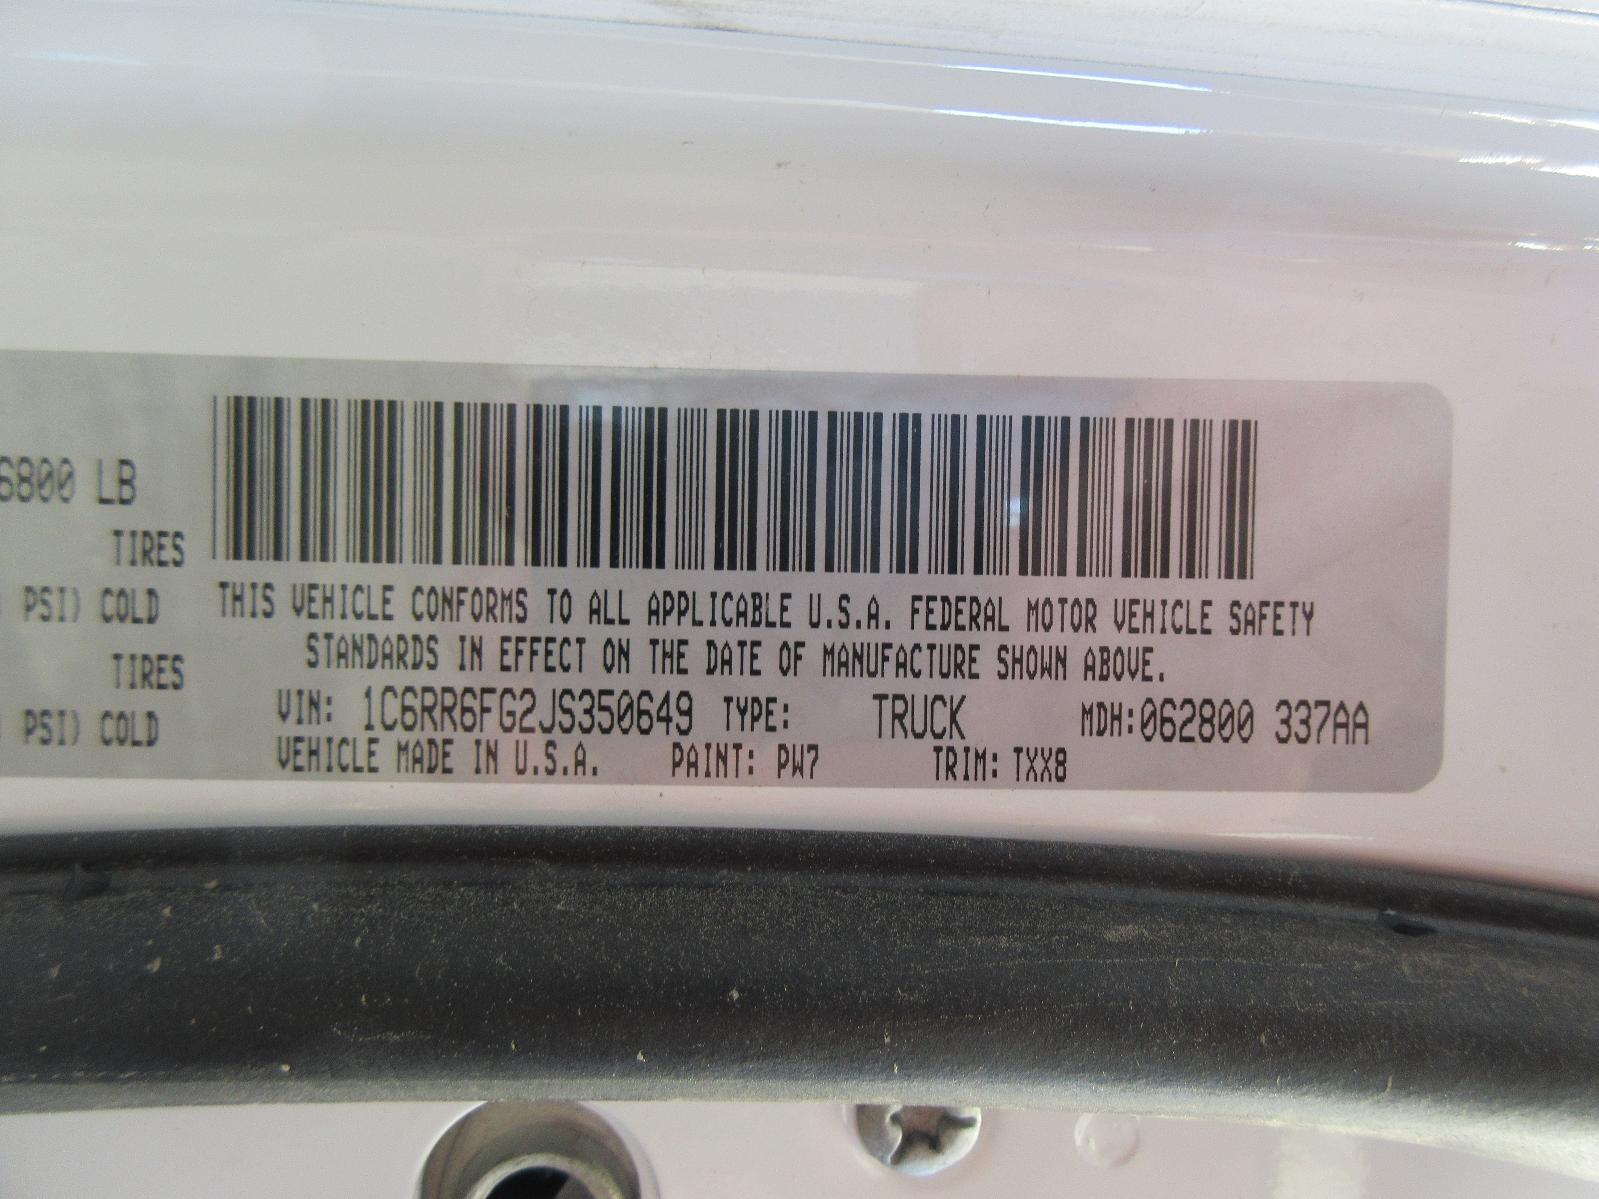 6800 LB
TIRES
PSI) COLD
TIRES
PSI) COLD
THIS VEHICLE CONFORMS TO ALL APPLICABLE U.S.A. FEDERAL MOTOR VEHICLE SAFETY
STANDARDS IN EFFECT ON THE DATE OF MANUFACTURE SHOWN ABOVE.
VIN: 1C6RR6FG2JS350649 TYPE: TRUCK MDH:062800 337AA
VEHICLE MADE IN U.S.A. PAINT: PW7 TRIM: TXX8